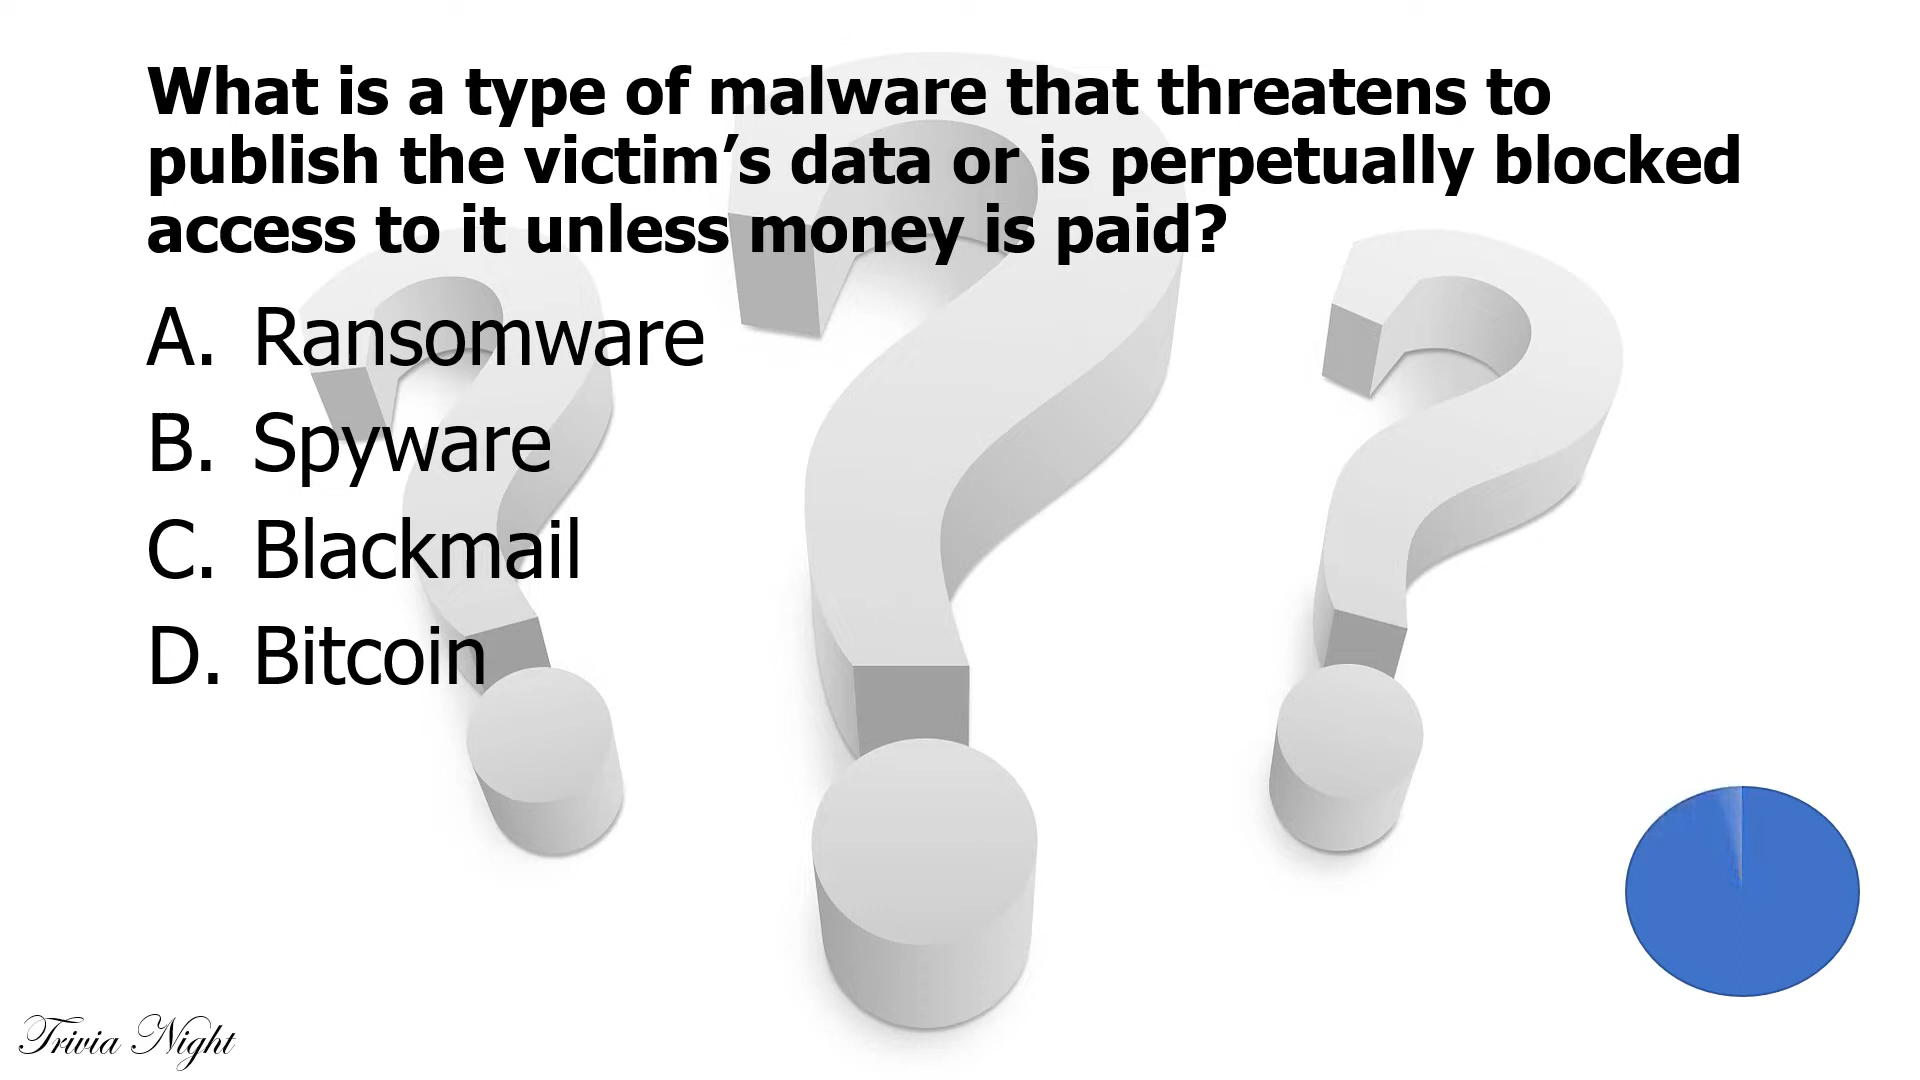 What is a type of malware that threatens to
publish the victim’s data or is perpetually blocked
access to it unless money is paid?
A. Ransomware
B. Spyware
C. Blackmail
D. Bitcoin
Trivia Night